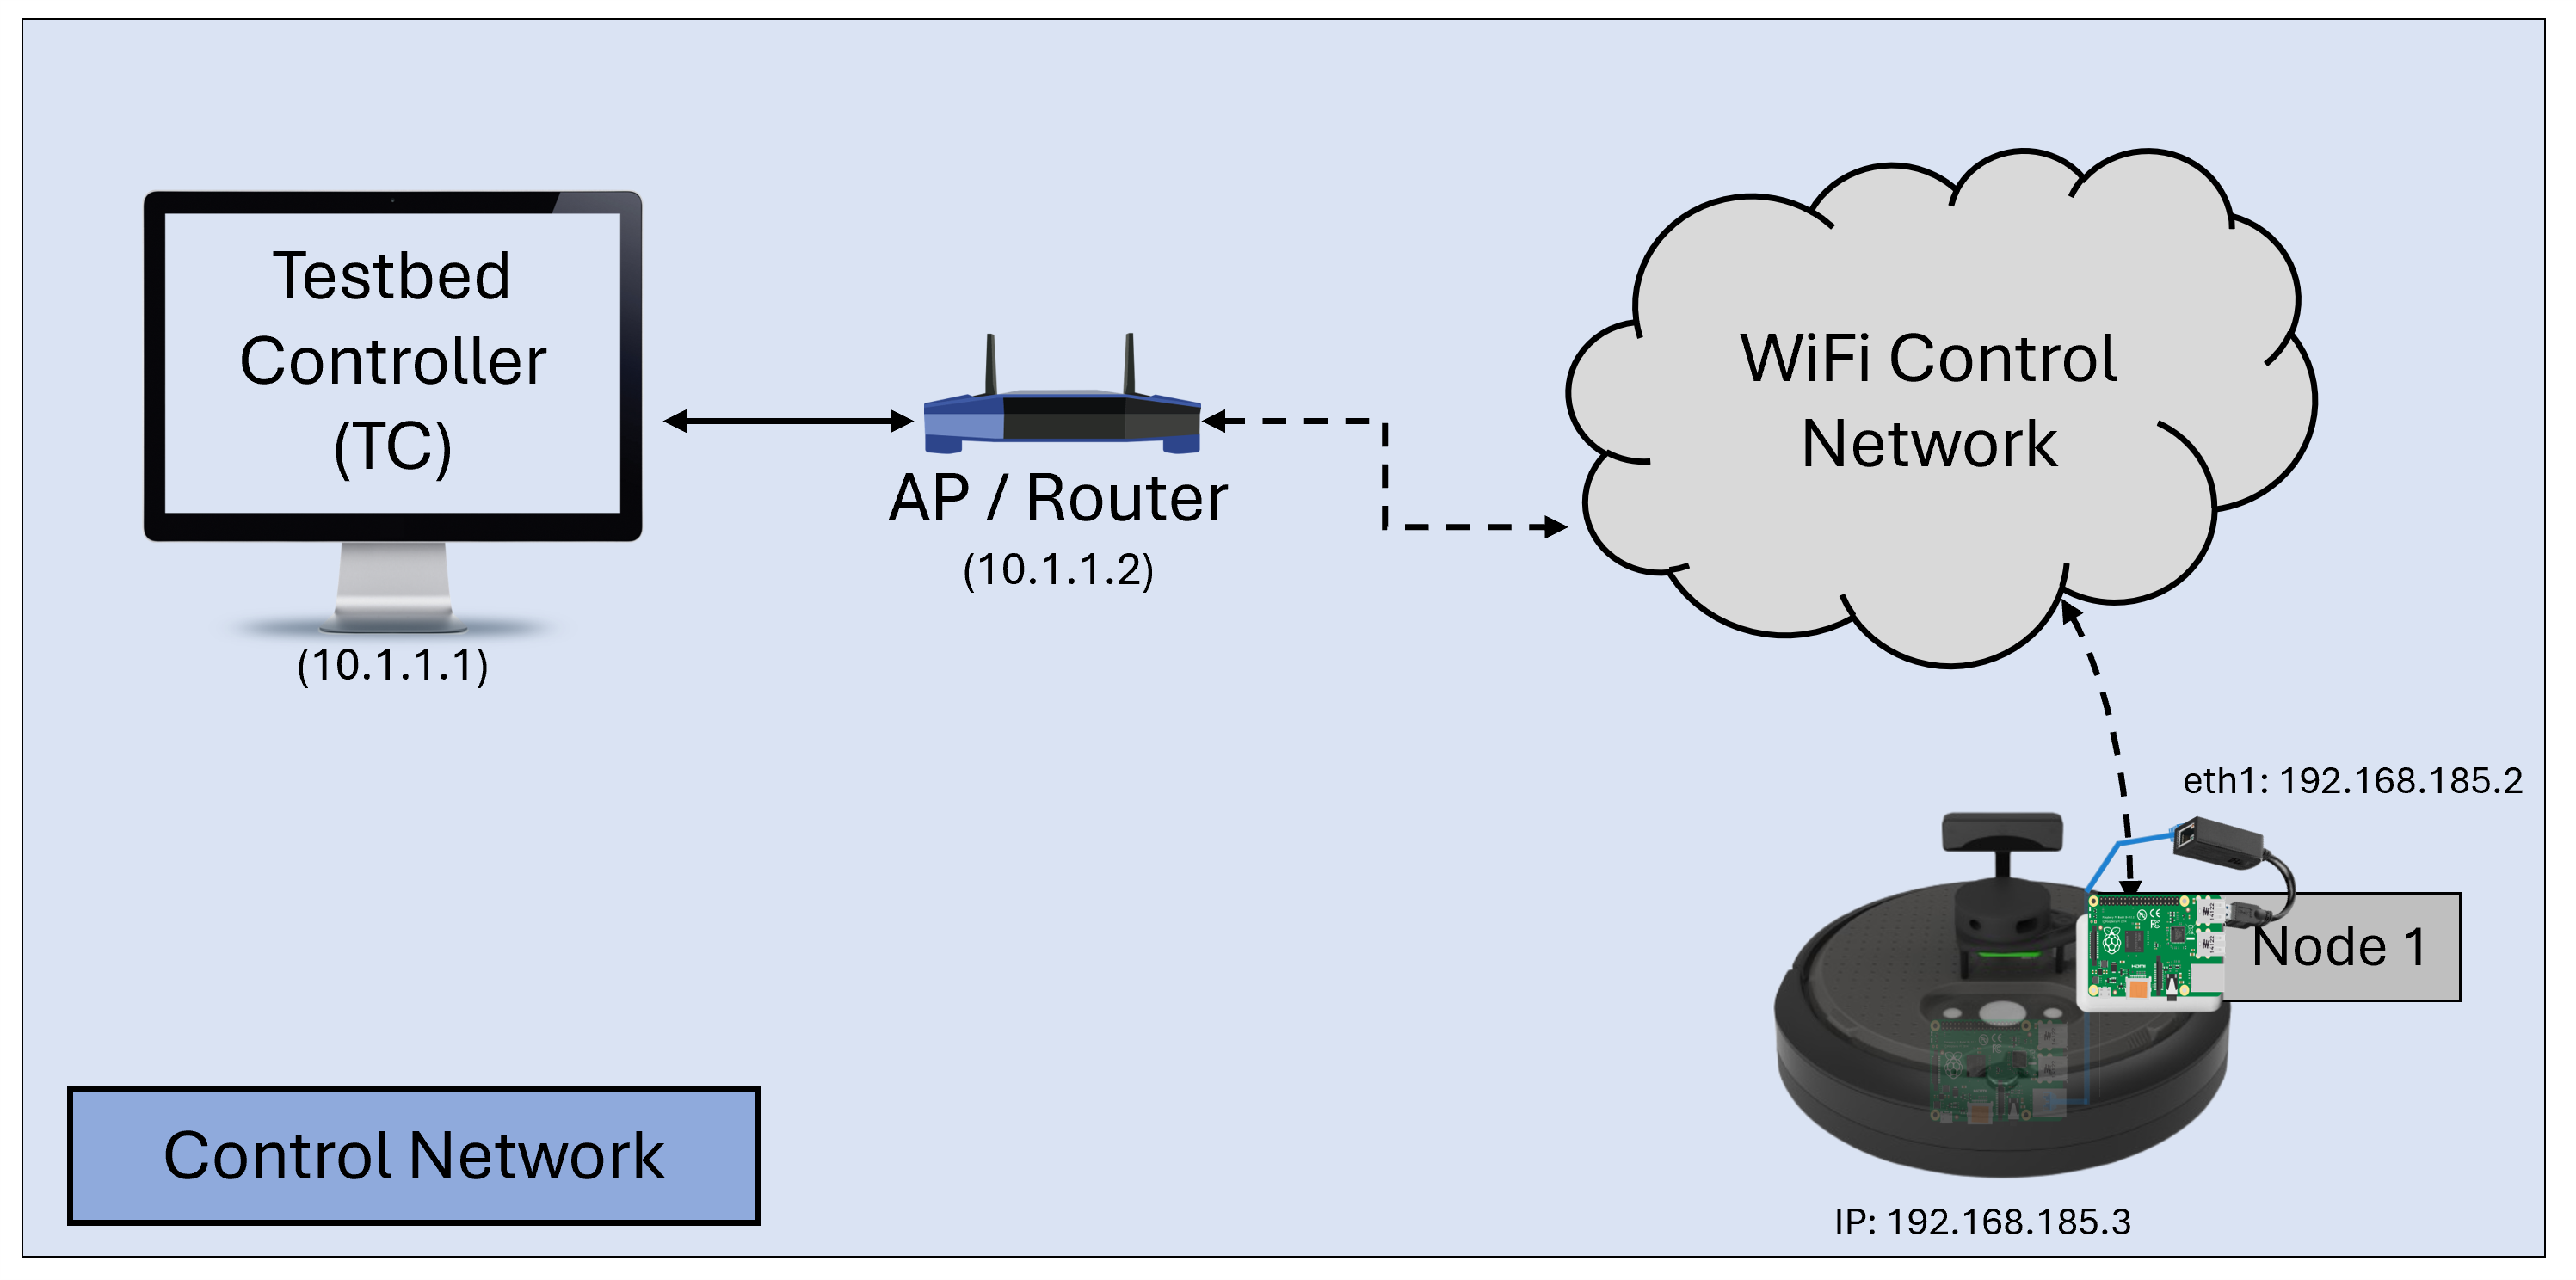 Testbed
Controller
(TC)
(10.1.1.1)
AP / Router
(10.1.1.2)
WiFi Control
Network
eth1: 192.168.185.2
Node 1
IP: 192.168.185.3
Control Network